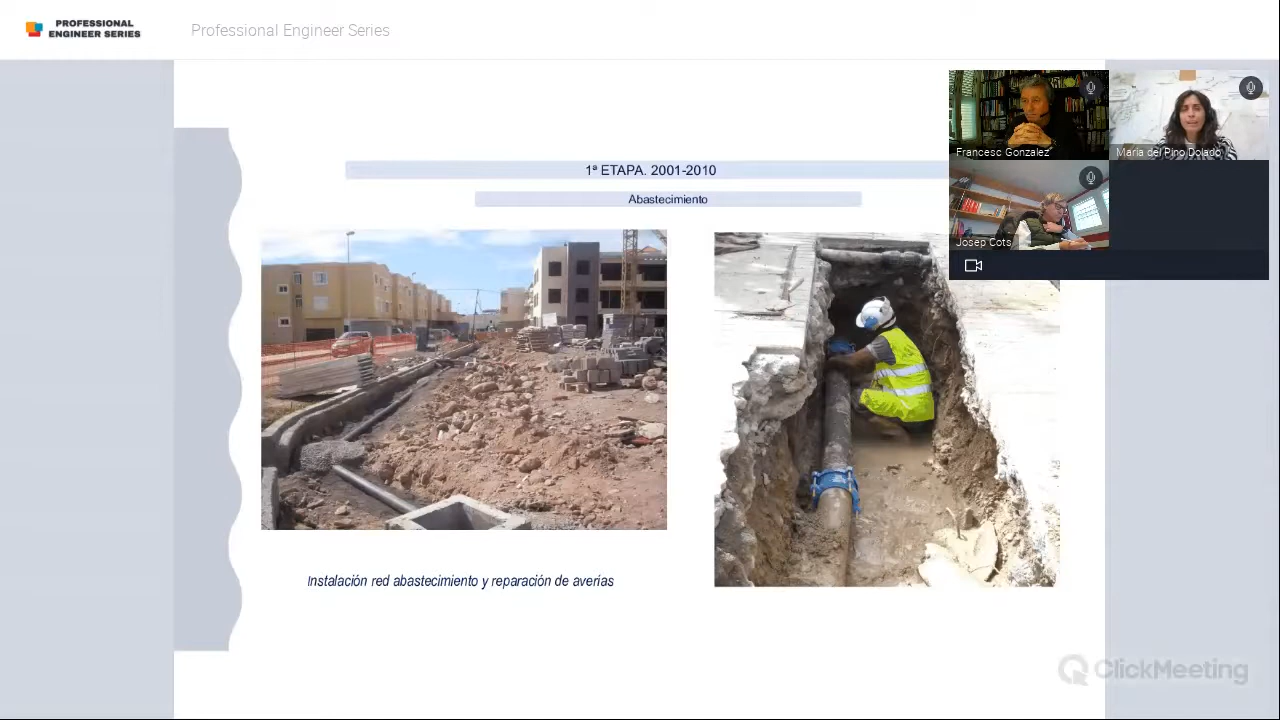 PROFESSIONAL
ENGINEER SERIES
Professional Engineer Series
1ª ETAPA. 2001-2010
Abastecimiento
Francesc Gonzalez
María del Pino Dolado
Josep Cots
Instalación red abastecimiento y reparación de averías
ClickMeeting